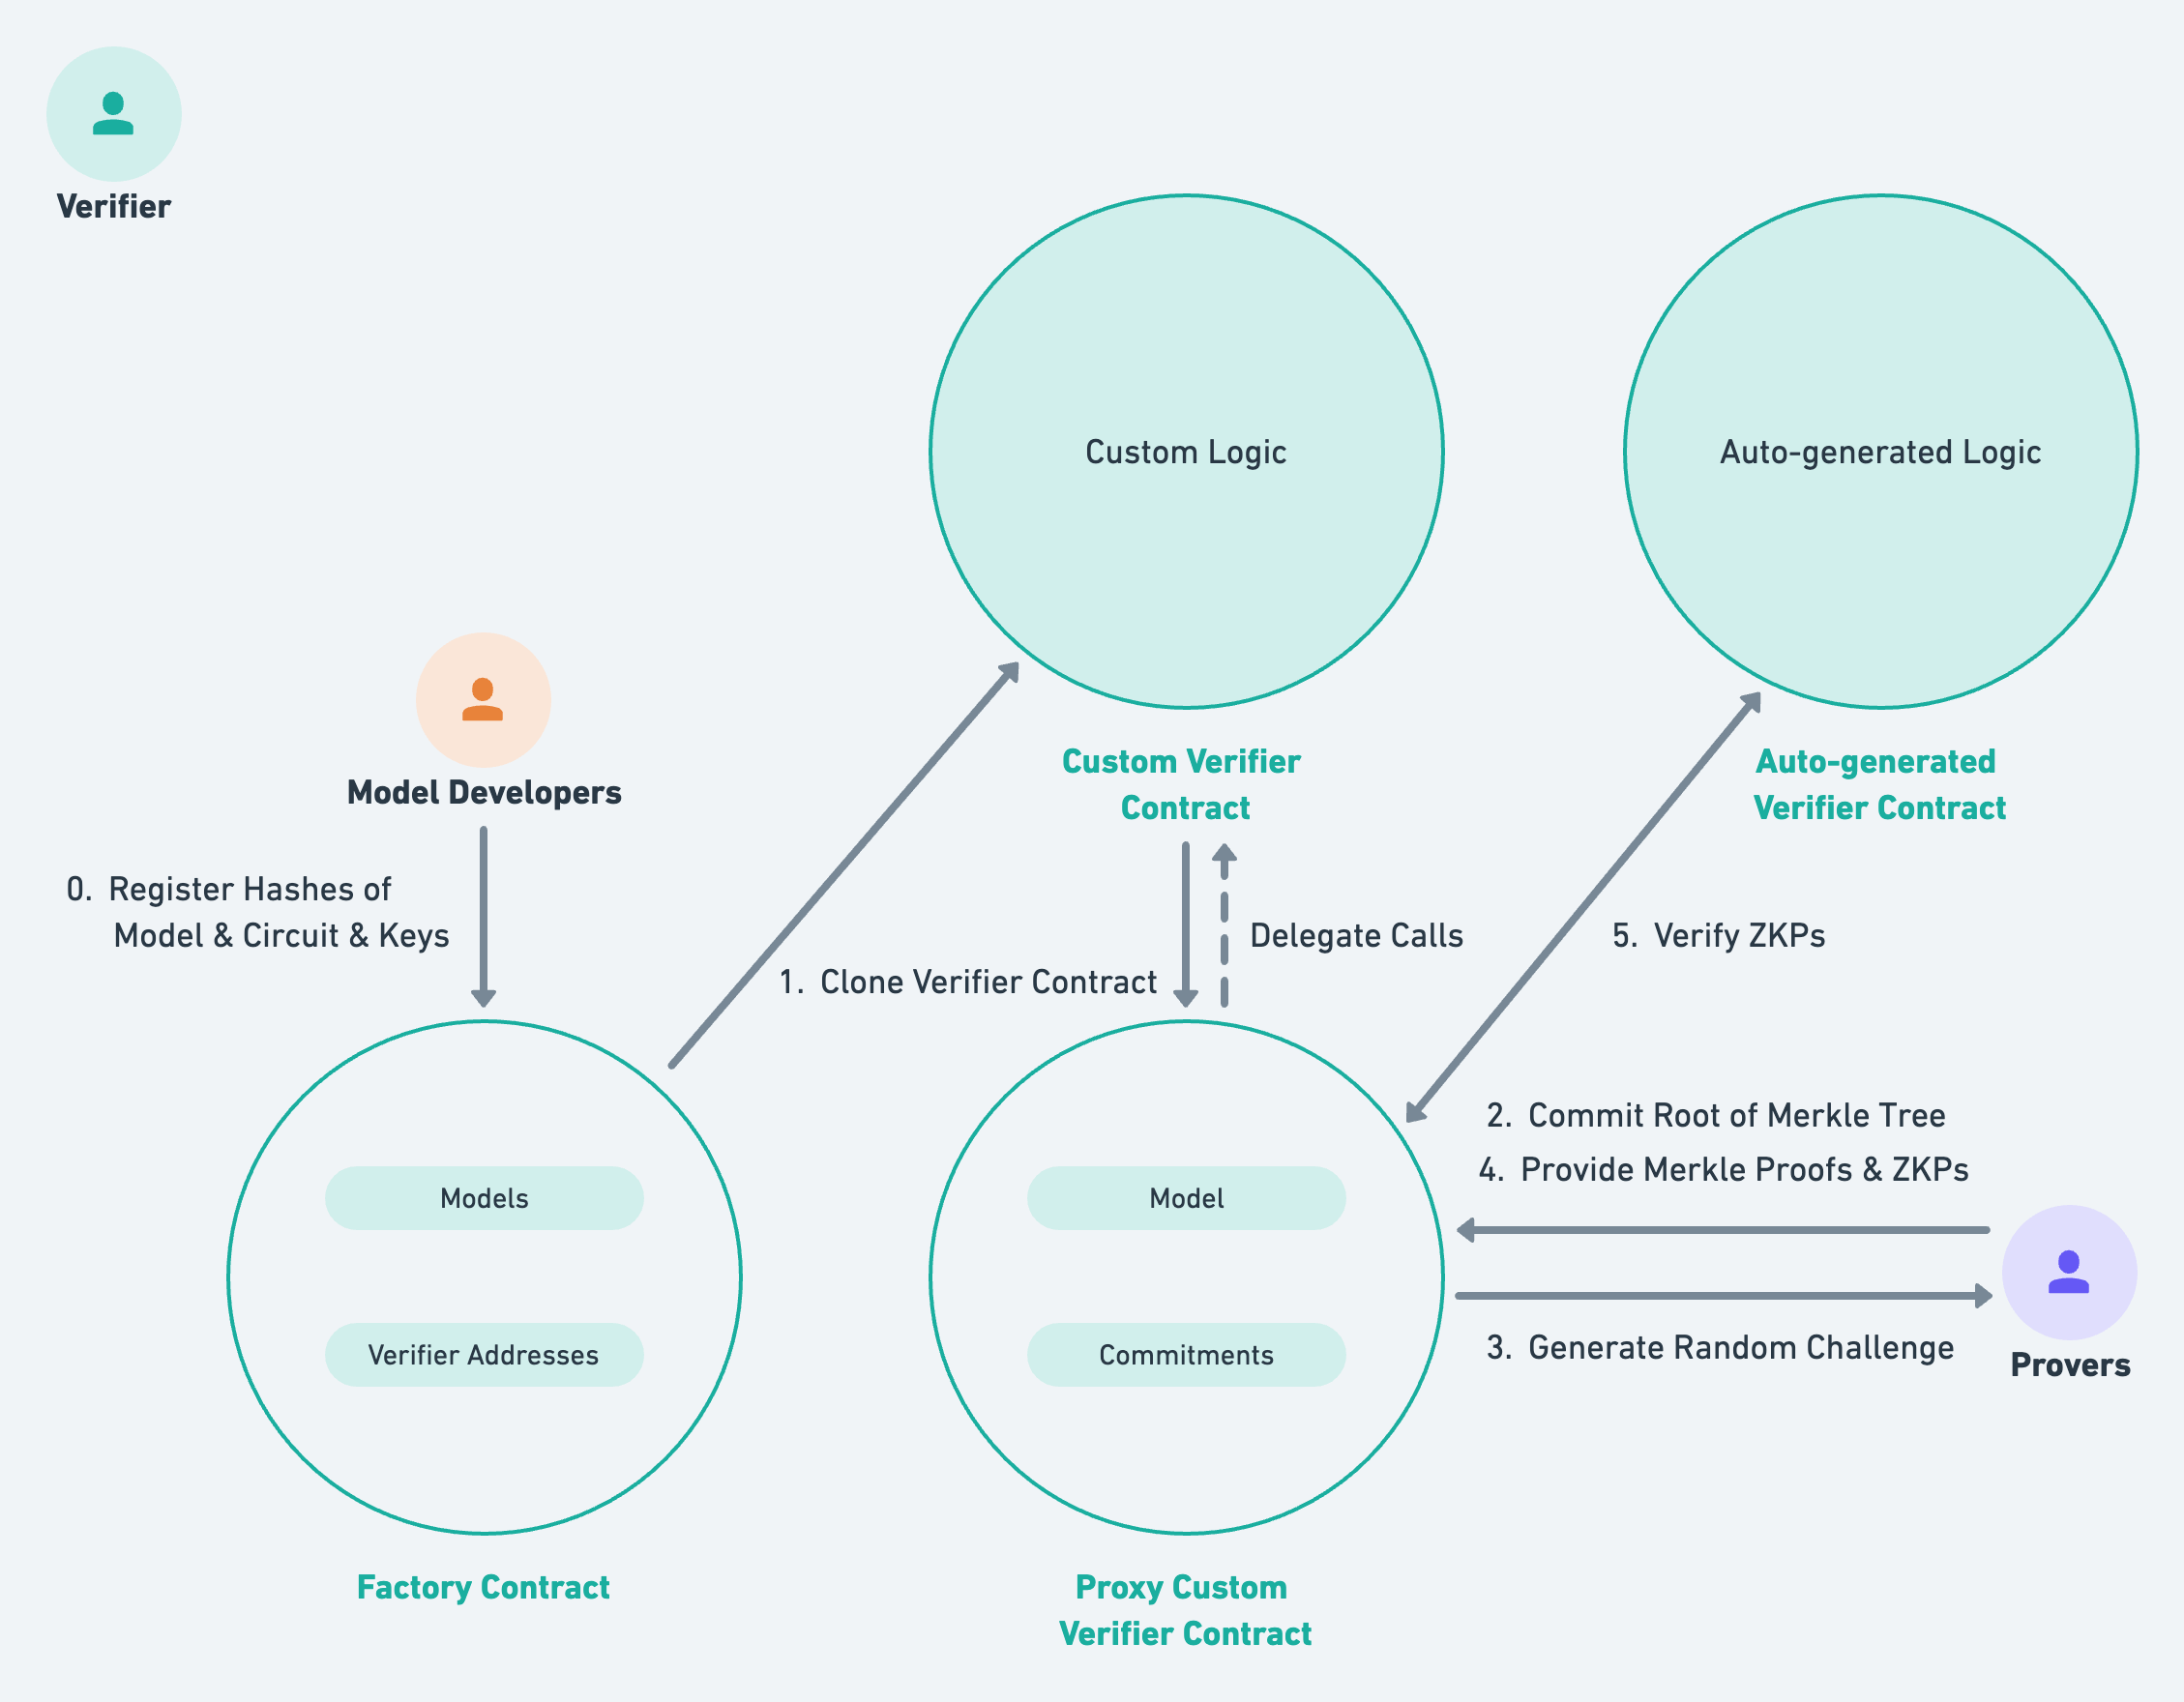 Verifier
Custom Logic
Auto-generated Logic
Custom Verifier
Contract
Auto-generated
Verifier Contract
Model Developers
0. Register Hashes of
Model & Circuit & Keys
1. Clone Verifier Contract
Delegate Calls
5. Verify ZKPs
2. Commit Root of Merkle Tree
4. Provide Merkle Proofs & ZKPs
3. Generate Random Challenge
Provers
Models
Verifier Addresses
Model
Commitments
Factory Contract
Proxy Custom
Verifier Contract